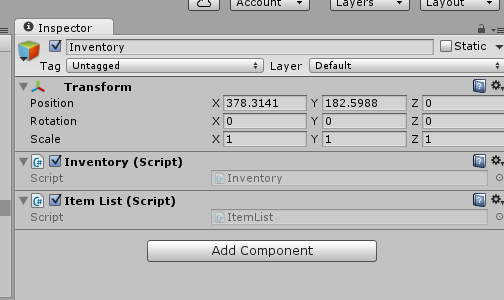 Account Layers Layout
Inspector
Inventory Static
Tag Untagged Layer Default
Transform
Position X 378.3141 Y 182.5988 Z 0
Rotation X 0 Y 0 Z 0
Scale X 1 Y 1 Z 1
Inventory (Script)
Script Inventory
Item List (Script)
Script ItemList
Add Component